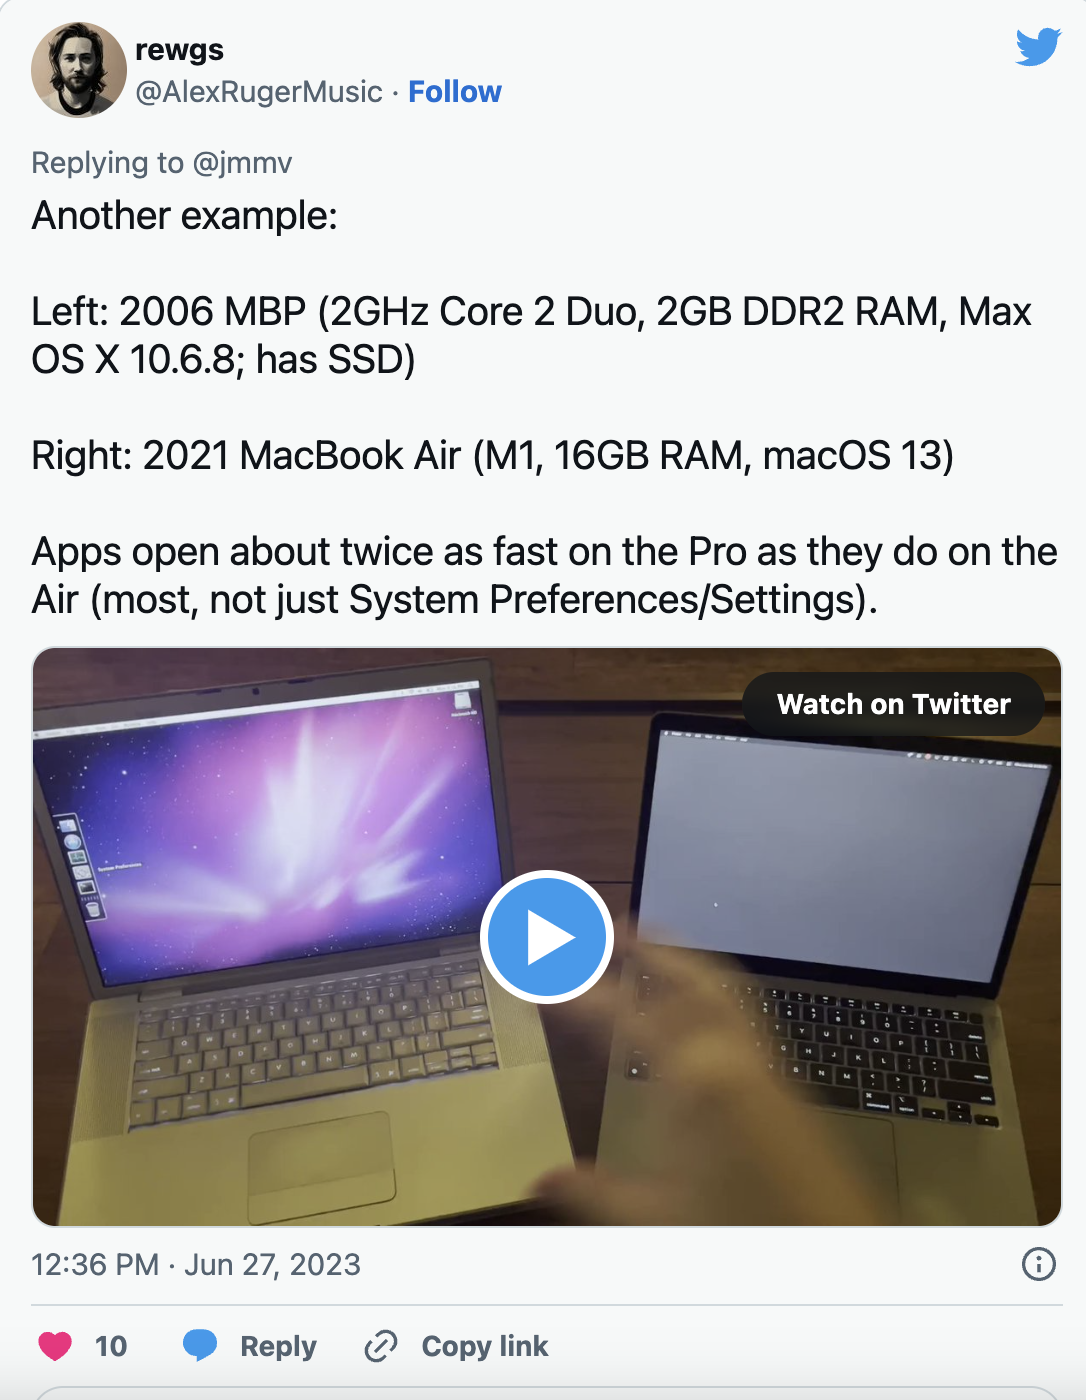 rewgs
@AlexRugerMusic · Follow
Replying to @jmmv
Another example:
Left: 2006 MBP (2GHz Core 2 Duo, 2GB DDR2 RAM, Max
OS X 10.6.8; has SSD)
Right: 2021 MacBook Air (M1, 16GB RAM, macOS 13)
Apps open about twice as fast on the Pro as they do on the
Air (most, not just System Preferences/Settings).
Watch on Twitter
System Preferences
12:36 PM · Jun 27, 2023
10 Reply Copy link